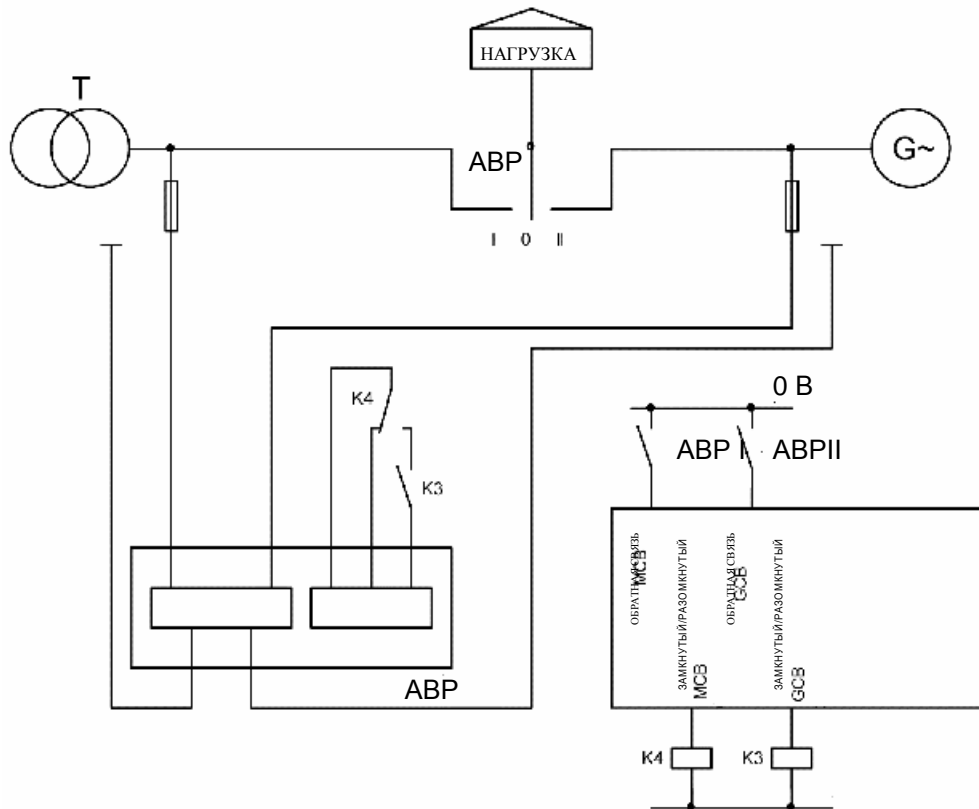 НАГРУЗКА
T
АВР
G~
I 0 II
K4
K3
0 В
АВР I
АВРII
ОБРАТНАЯ СВЯЗЬ
MCB
ЗАМКНУТЫЙ/РАЗОМКНУТЫЙ
MCB
ОБРАТНАЯ СВЯЗЬ
GCB
ЗАМКНУТЫЙ/РАЗОМКНУТЫЙ
GCB
АВР
K4
K3